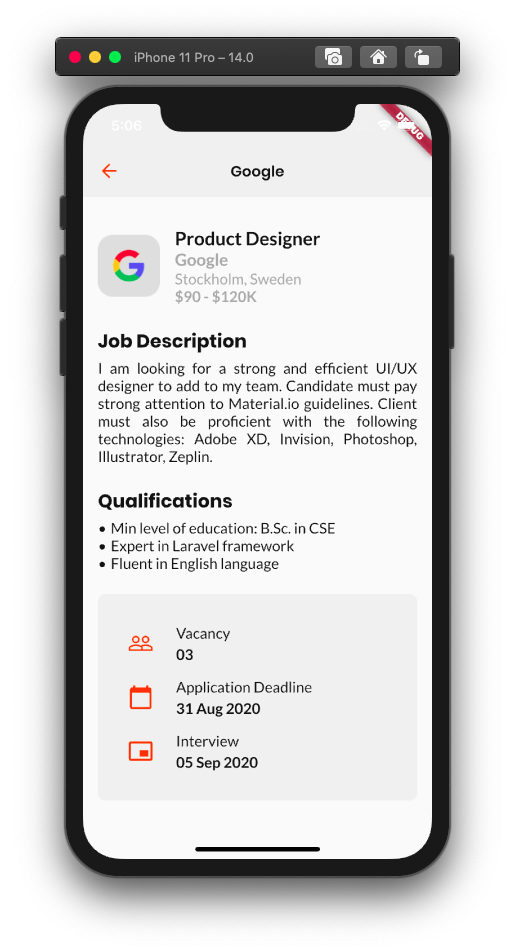 iPhone 11 Pro – 14.0
5:06
DEBUG
Google
Product Designer
Google
Stockholm, Sweden
$90 - $120K
Job Description
I am looking for a strong and efficient UI/UX
designer to add to my team. Candidate must pay
strong attention to Material.io guidelines. Client
must also be proficient with the following
technologies: Adobe XD, Invision, Photoshop,
Illustrator, Zeplin.
Qualifications
• Min level of education: B.Sc. in CSE
• Expert in Laravel framework
• Fluent in English language
Vacancy
03
Application Deadline
31 Aug 2020
Interview
05 Sep 2020